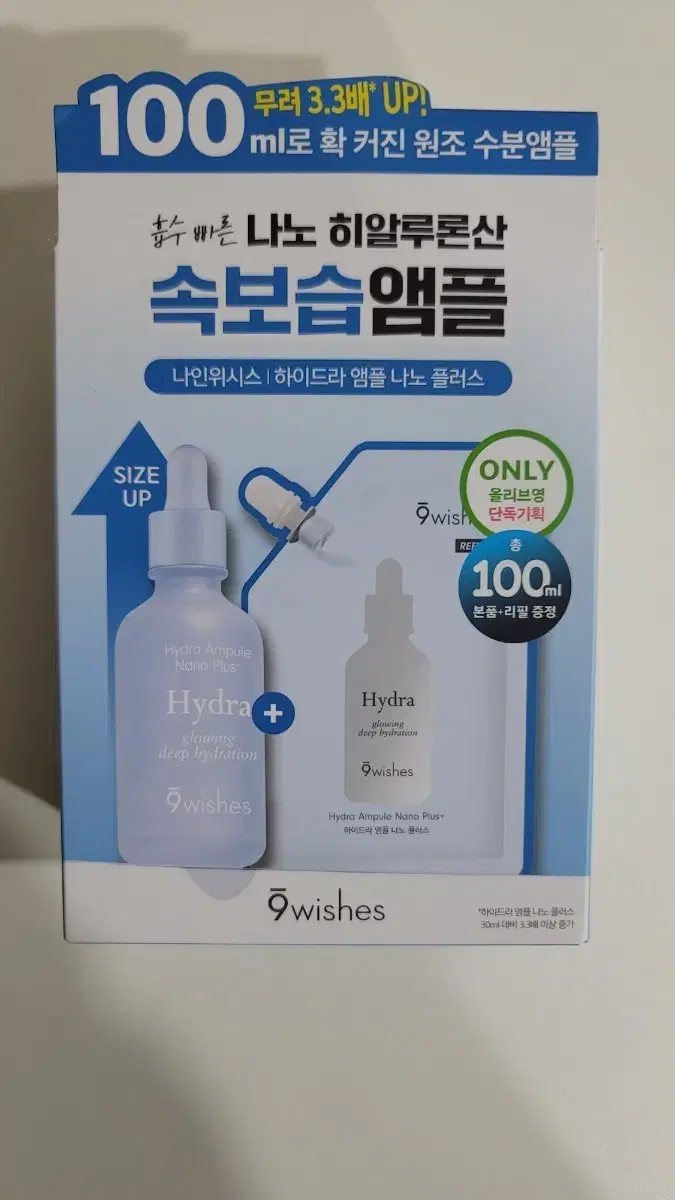 무려 3.3배* UP!
100ml로 확 커진 원조 수분앰플
흡수 빠른 나노 히알루론산
속보습앰플
나인위시스 | 하이드라 앰플 나노 플러스
SIZE
UP
ONLY
올리브영
단독기획
총
100ml
본품+리필 증정
Hydra Ampule
Nano Plus+
Hydra
glowing
deep hydration
9wishes
+
Hydra
glowing
deep hydration
9wishes
Hydra Ampule Nano Plus+
하이드라 앰플 나노 플러스
9wishes
*하이드라 앰플 나노 플러스
30ml 대비 3.3배 이상 증가